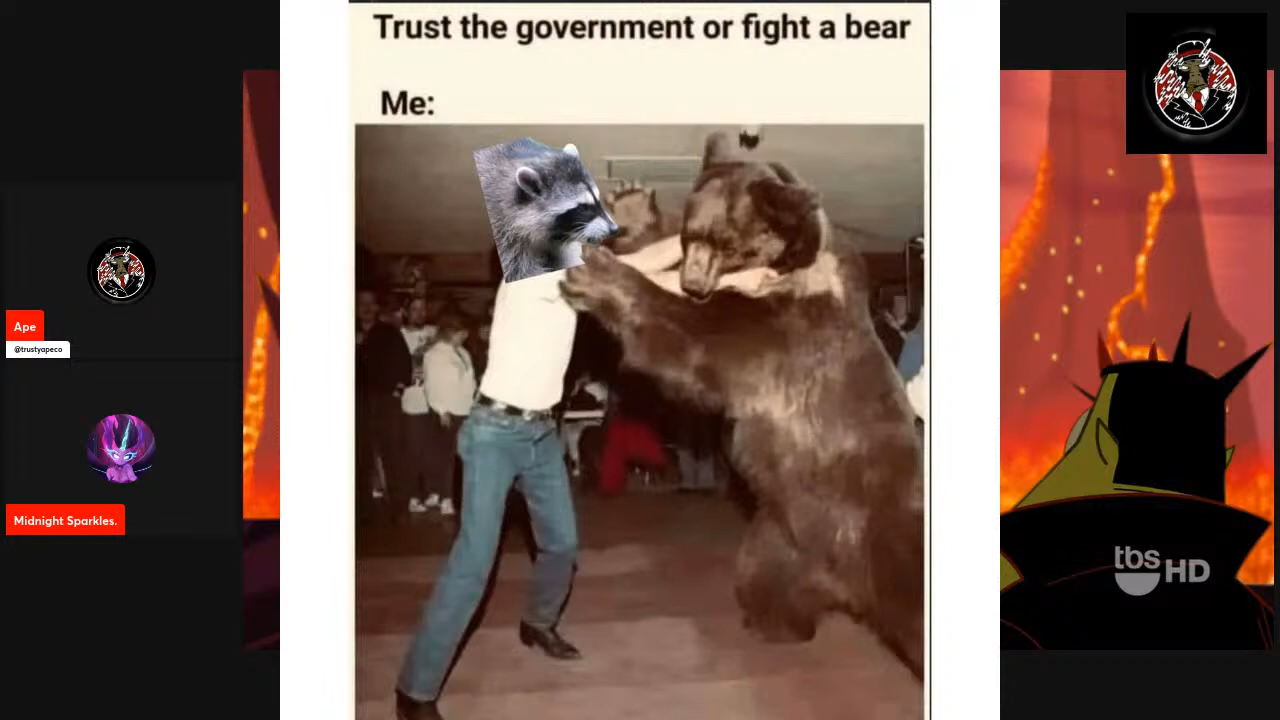 Trust the government or fight a bear
Me:
Ape
@trustyapeco
Midnight Sparkles.
tbs HD